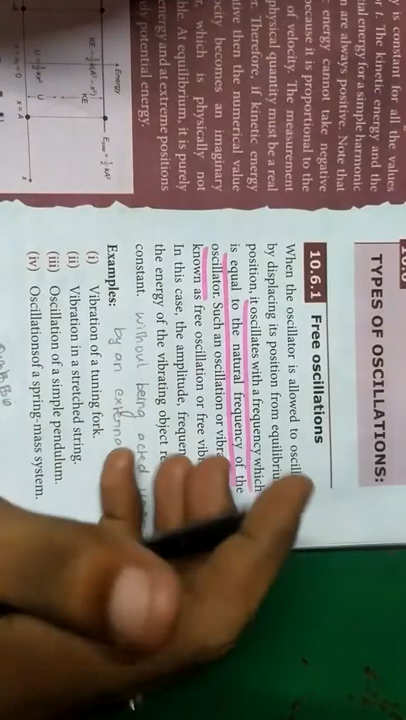 y is constant for all the values
r t. The kinetic energy and the
ial energy for a simple harmonic
n are always positive. Note that
energy cannot take negative
because it is proportional to the
of velocity. The measurement
physical quantity must be a real
r. Therefore, if kinetic energy
ative then the numerical value
ocity becomes an imaginary
r, which is physically not
ble. At equilibrium, it is purely
energy and at extreme positions
ely potential energy.
Energy
KE
U
x = A
x
10.6
TYPES OF OSCILLATIONS:
10.6.1 Free oscillations
When the oscillator is allowed to oscill
by displacing its position from equilibriu
position, it oscillates with a frequency which
is equal to the natural frequency of the
oscillator. Such an oscillation or vibra
known as free oscillation or free vib
In this case, the amplitude, frequen
the energy of the vibrating object re
constant. without being acted
by an
Examples:
(i) Vibration of a tuning fork.
(ii) Vibration in a stretched string.
(iii) Oscillation of a simple pendulum.
(iv) Oscillationsof a spring-mass system.